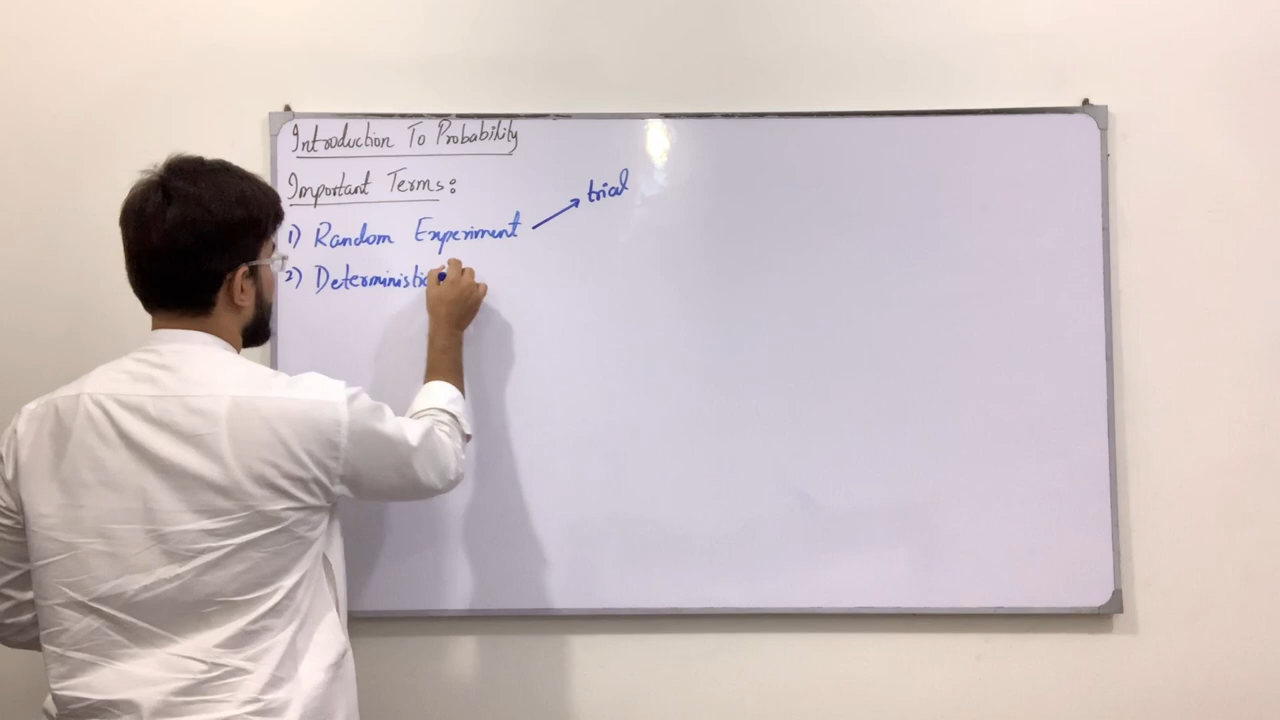 Introduction To Probability
Important Terms:
1) Random Experiment → trial
2) Deterministic